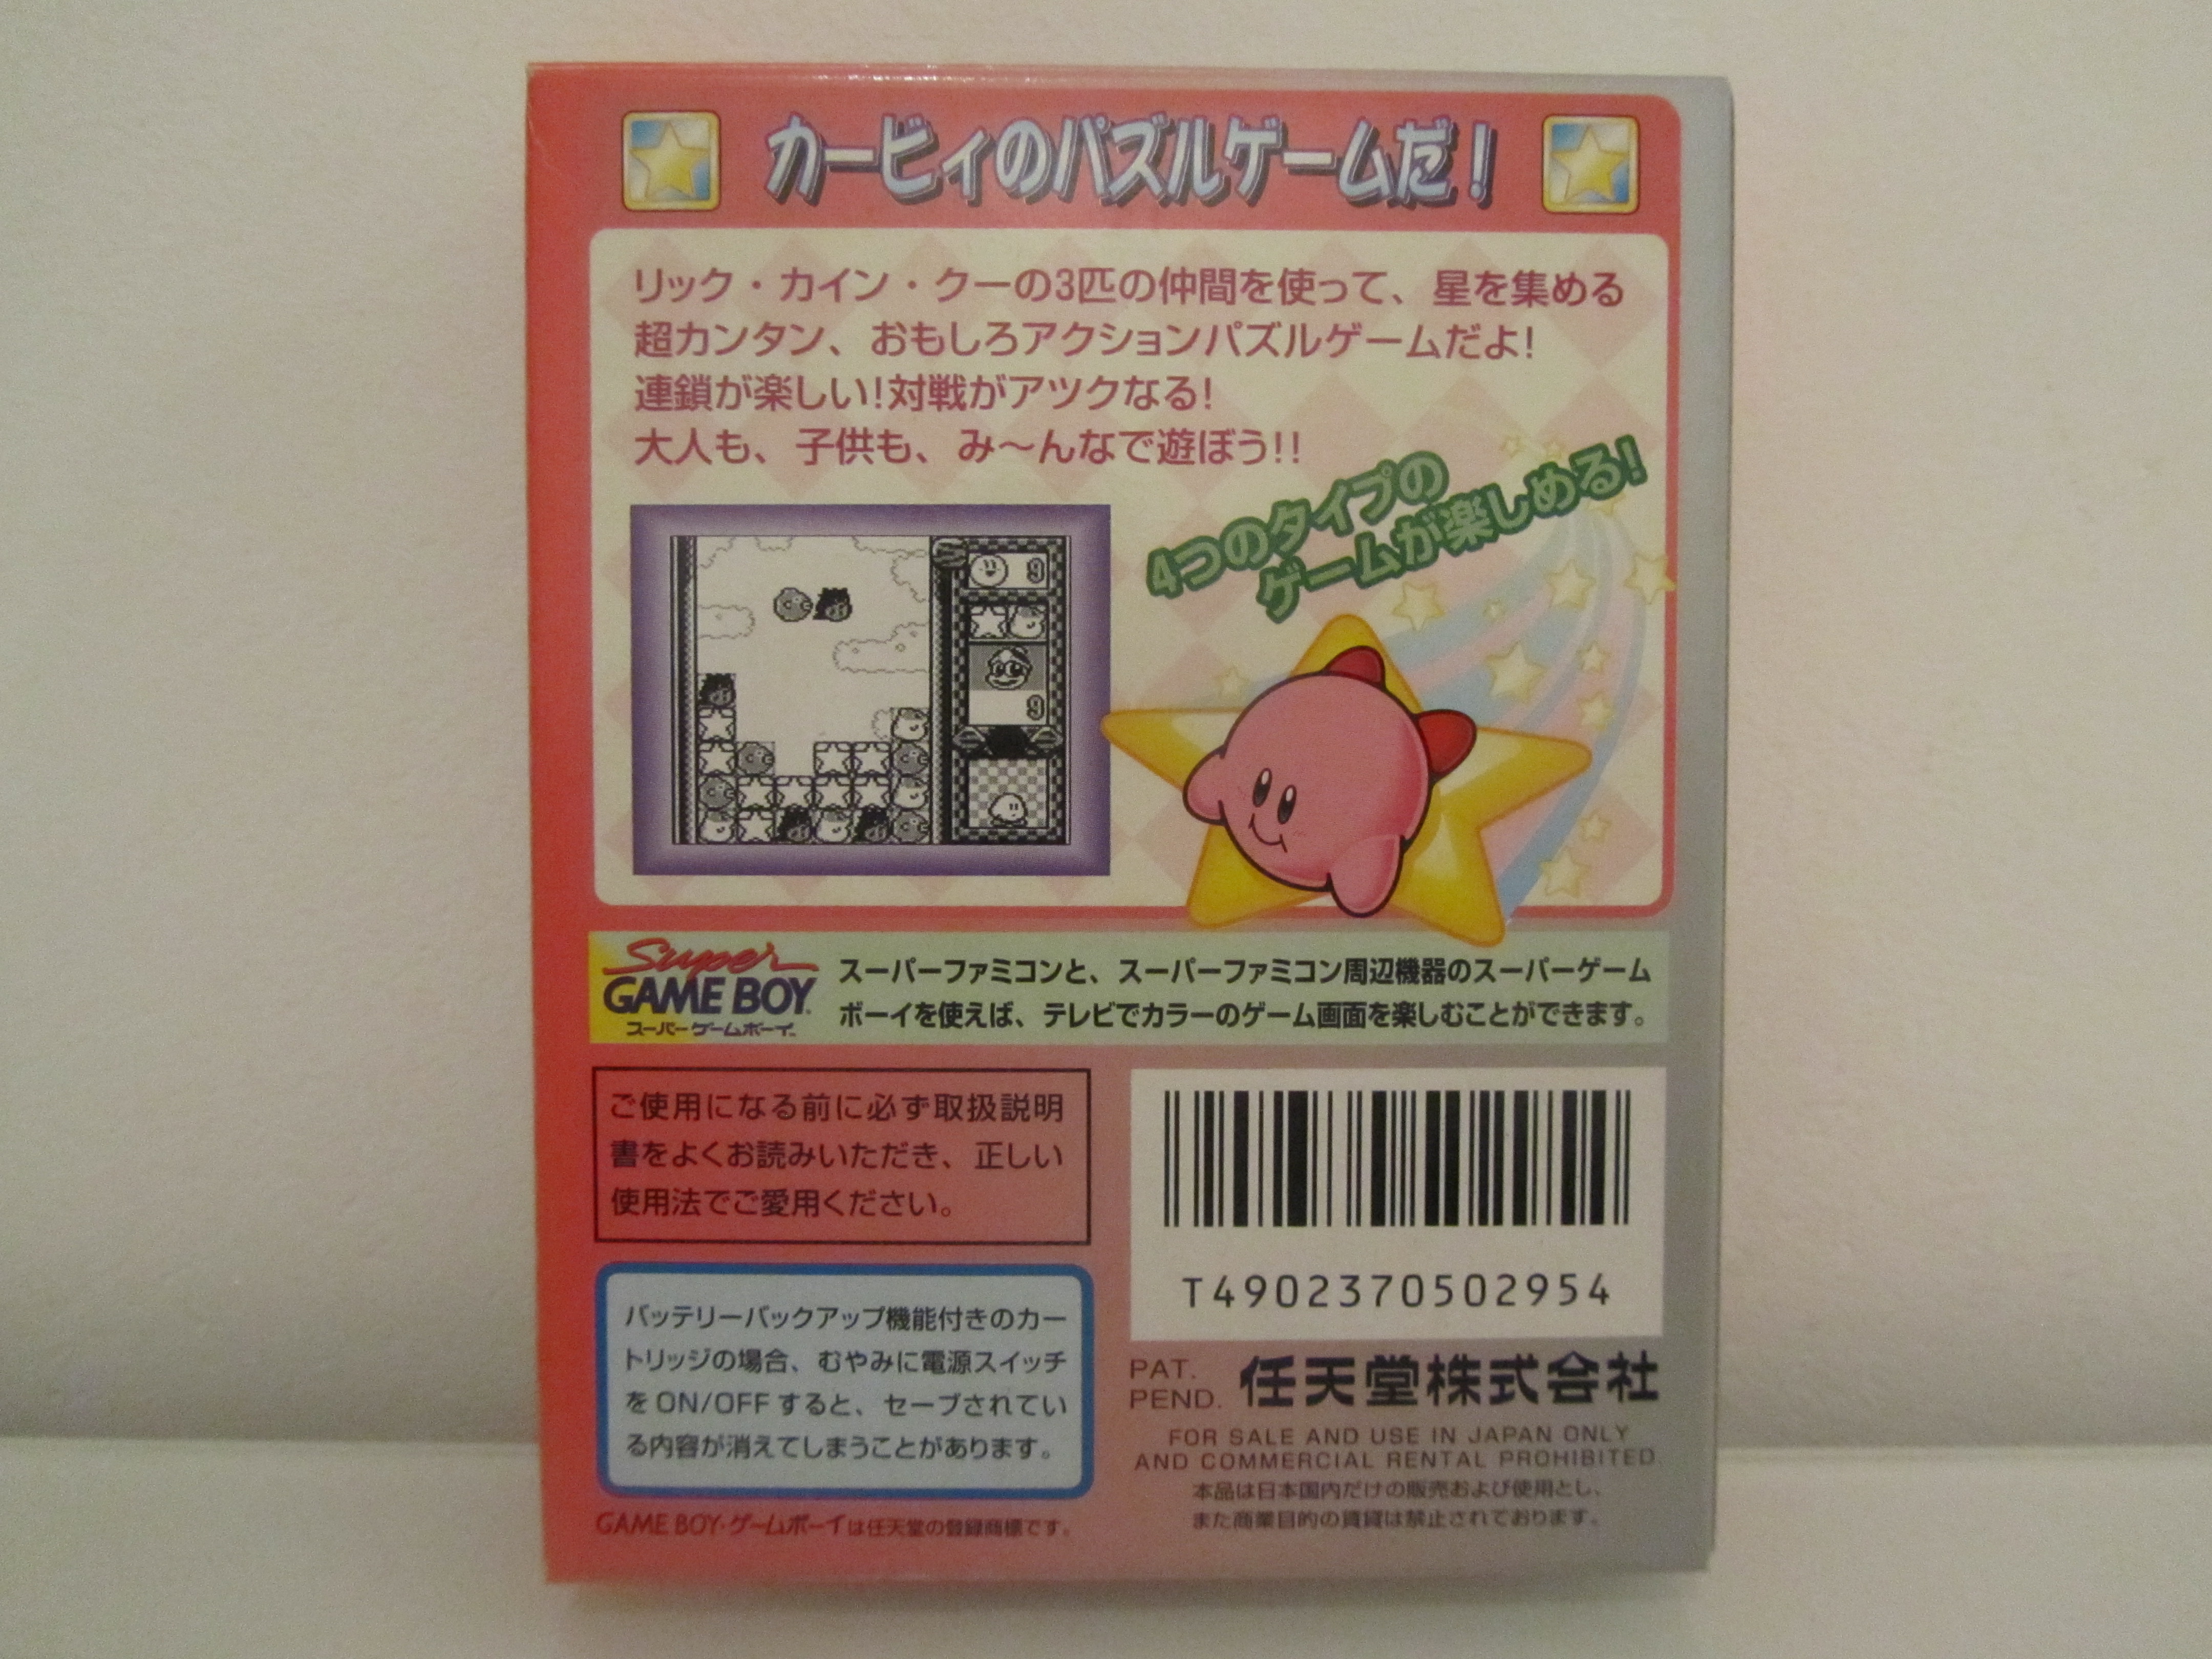 カービィのパズルゲームだ!
リック・カイン・クーの3匹の仲間を使って、星を集める
超カンタン、おもしろアクションパズルゲームだよ!
連鎖が楽しい!対戦がアツクなる!
大人も、子供も、み〜んなで遊ぼう!!
4つのタイプの
ゲームが楽しめる!
9
9
Super
GAME BOY
スーパーゲームボーイ
スーパーファミコンと、スーパーファミコン周辺機器のスーパーゲーム
ボーイを使えば、テレビでカラーのゲーム画面を楽しむことができます。
ご使用になる前に必ず取扱説明
書をよくお読みいただき、正しい
使用法でご愛用ください。
バッテリーバックアップ機能付きのカー
トリッジの場合、むやみに電源スイッチ
をON/OFFすると、セーブされてい
る内容が消えてしまうことがあります。
GAME BOY・ゲームボーイは任天堂の登録商標です。
T4902370502954
PAT.
PEND.
任天堂株式会社
FOR SALE AND USE IN JAPAN ONLY
AND COMMERCIAL RENTAL PROHIBITED.
本品は日本国内だけの販売および使用とし、
また商業目的の賃貸は禁止されております。